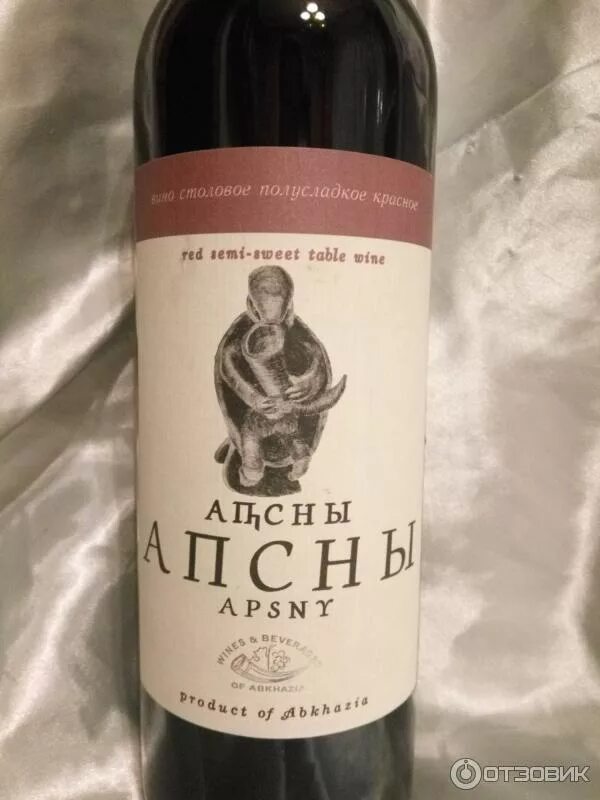 вино столовое полусладкое красное
red semi-sweet table wine
АԤСНЫ
АПСНЫ
APSNY
WINES & BEVERAGES
OF ABKHAZIA
product of Abkhazia
ОТЗОВИК